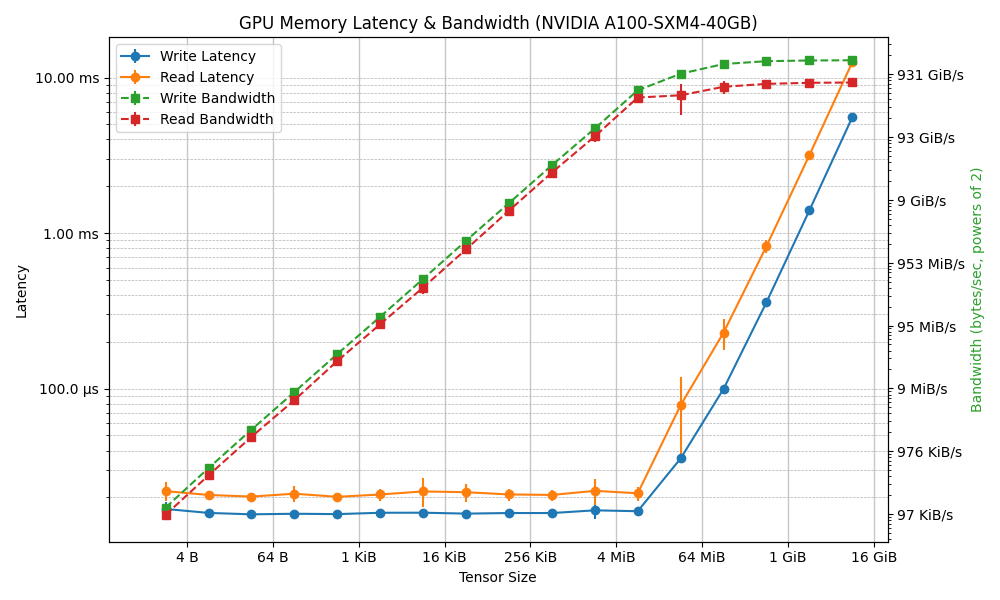 GPU Memory Latency & Bandwidth (NVIDIA A100-SXM4-40GB)
Write Latency
Read Latency
Write Bandwidth
Read Bandwidth
10.00 ms
1.00 ms
100.0 µs
Latency
931 GiB/s
93 GiB/s
9 GiB/s
953 MiB/s
95 MiB/s
9 MiB/s
976 KiB/s
97 KiB/s
Bandwidth (bytes/sec, powers of 2)
4 B
64 B
1 KiB
16 KiB
256 KiB
4 MiB
64 MiB
1 GiB
16 GiB
Tensor Size